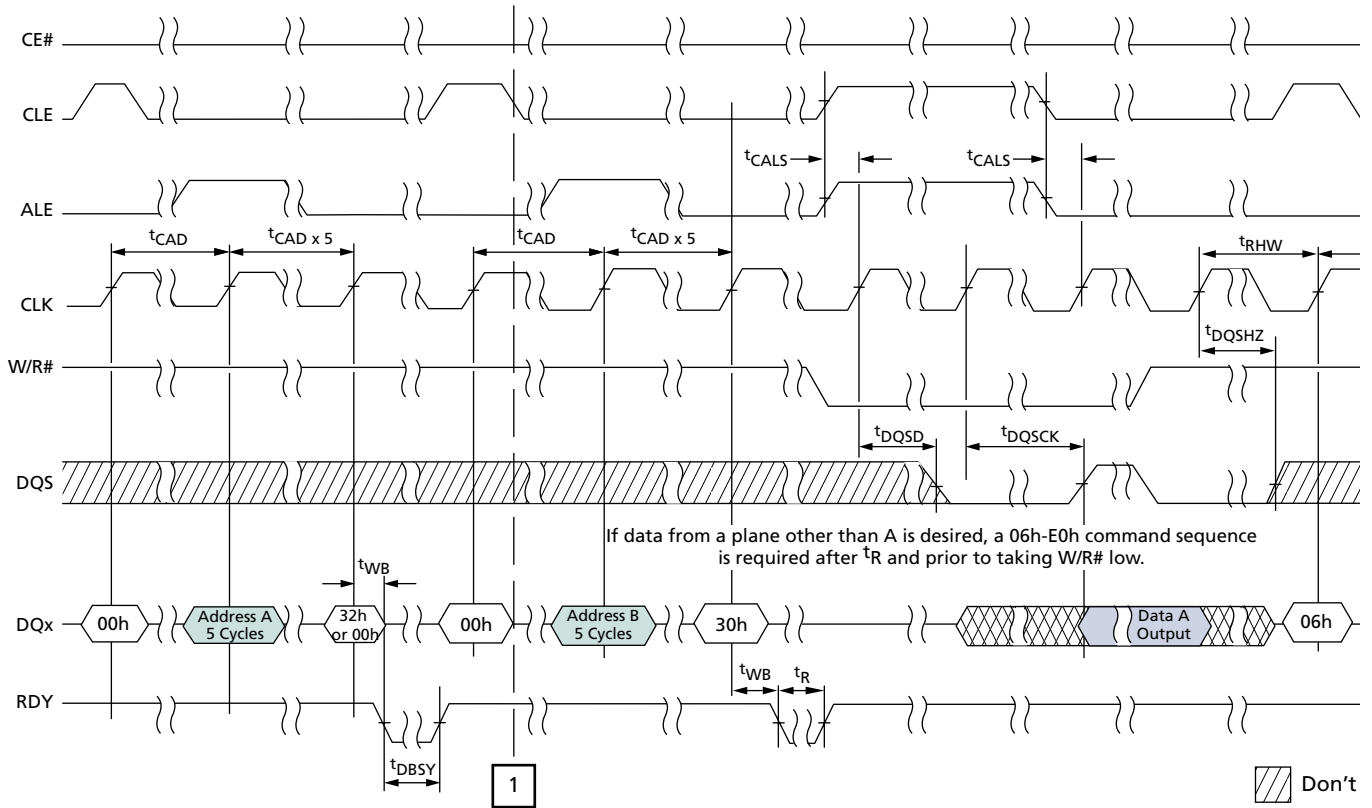 CE#
CLE
tCALS
tCALS
ALE
tCAD
tCAD x 5
tCAD
tCAD x 5
tRHW
CLK
tDQSHZ
W/R#
tDQSD
tDQSCK
DQS
If data from a plane other than A is desired, a 06h-E0h command sequence
is required after tR and prior to taking W/R# low.
tWB
DQx
00h
Address A
5 Cycles
32h
or 00h
00h
Address B
5 Cycles
30h
Data A
Output
06h
tWB
tR
RDY
tDBSY
1
Don't